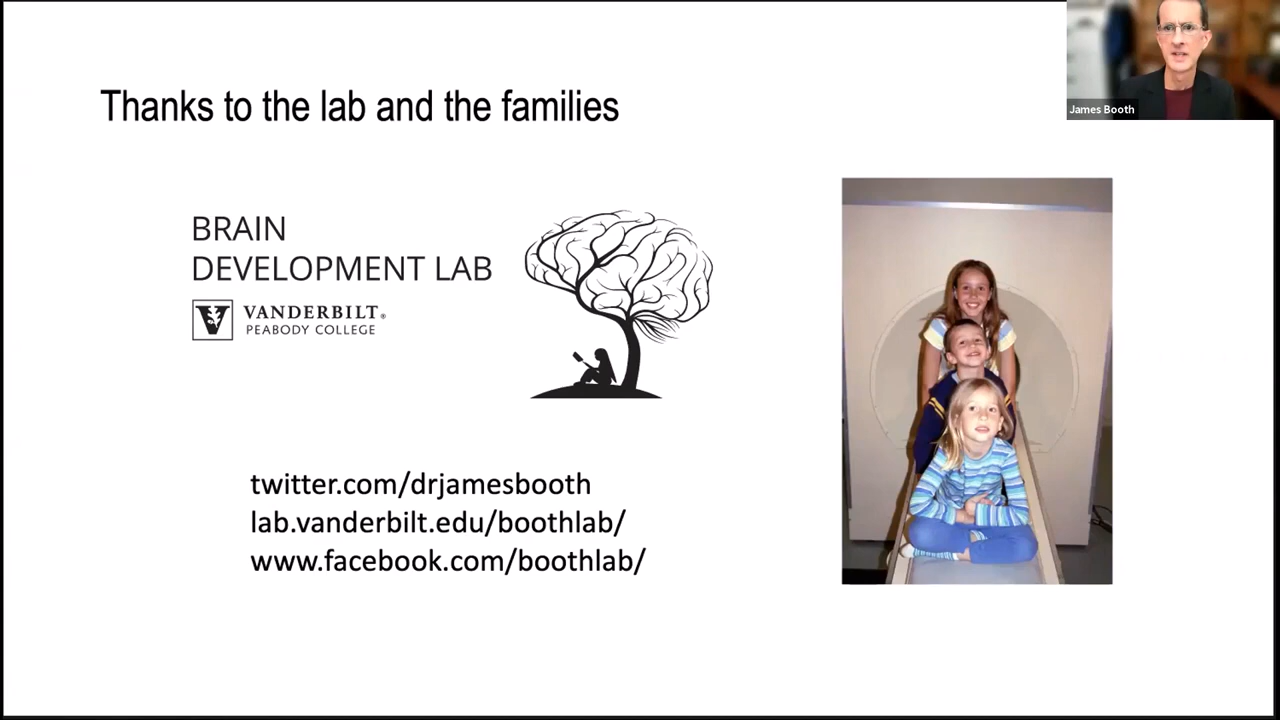 Thanks to the lab and the families
James Booth
BRAIN
DEVELOPMENT LAB
VANDERBILT®
PEABODY COLLEGE
twitter.com/drjamesbooth
lab.vanderbilt.edu/boothlab/
www.facebook.com/boothlab/